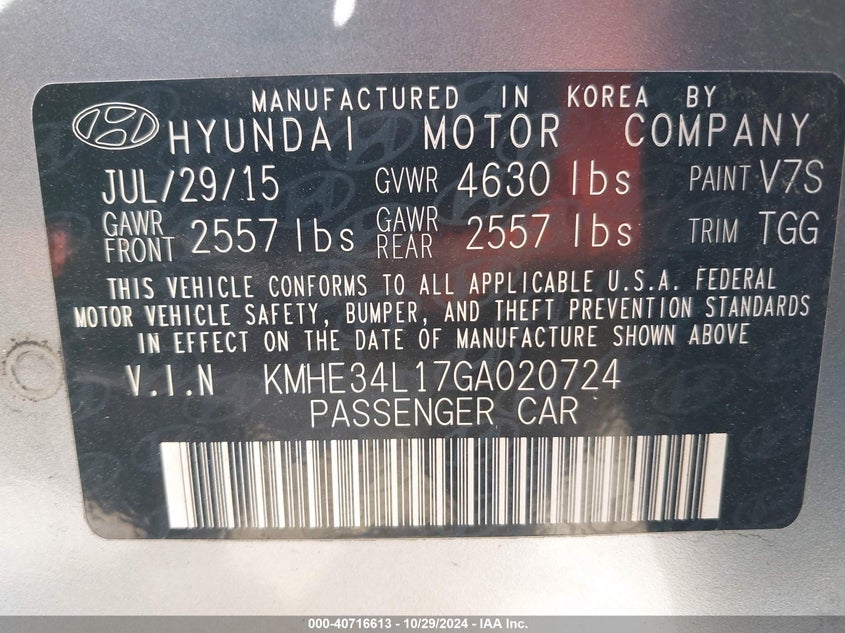 MANUFACTURED IN KOREA BY
HYUNDAI MOTOR COMPANY
JUL/29/15 GVWR 4630 lbs PAINT V7S
GAWR FRONT 2557 lbs GAWR REAR 2557 lbs TRIM TGG
THIS VEHICLE CONFORMS TO ALL APPLICABLE U.S.A. FEDERAL
MOTOR VEHICLE SAFETY, BUMPER, AND THEFT PREVENTION STANDARDS
IN EFFECT ON THE DATE OF MANUFACTURE SHOWN ABOVE
V.I.N KMHE34L17GA020724
PASSENGER CAR
000-40716613 - 10/29/2024 - IAA Inc.